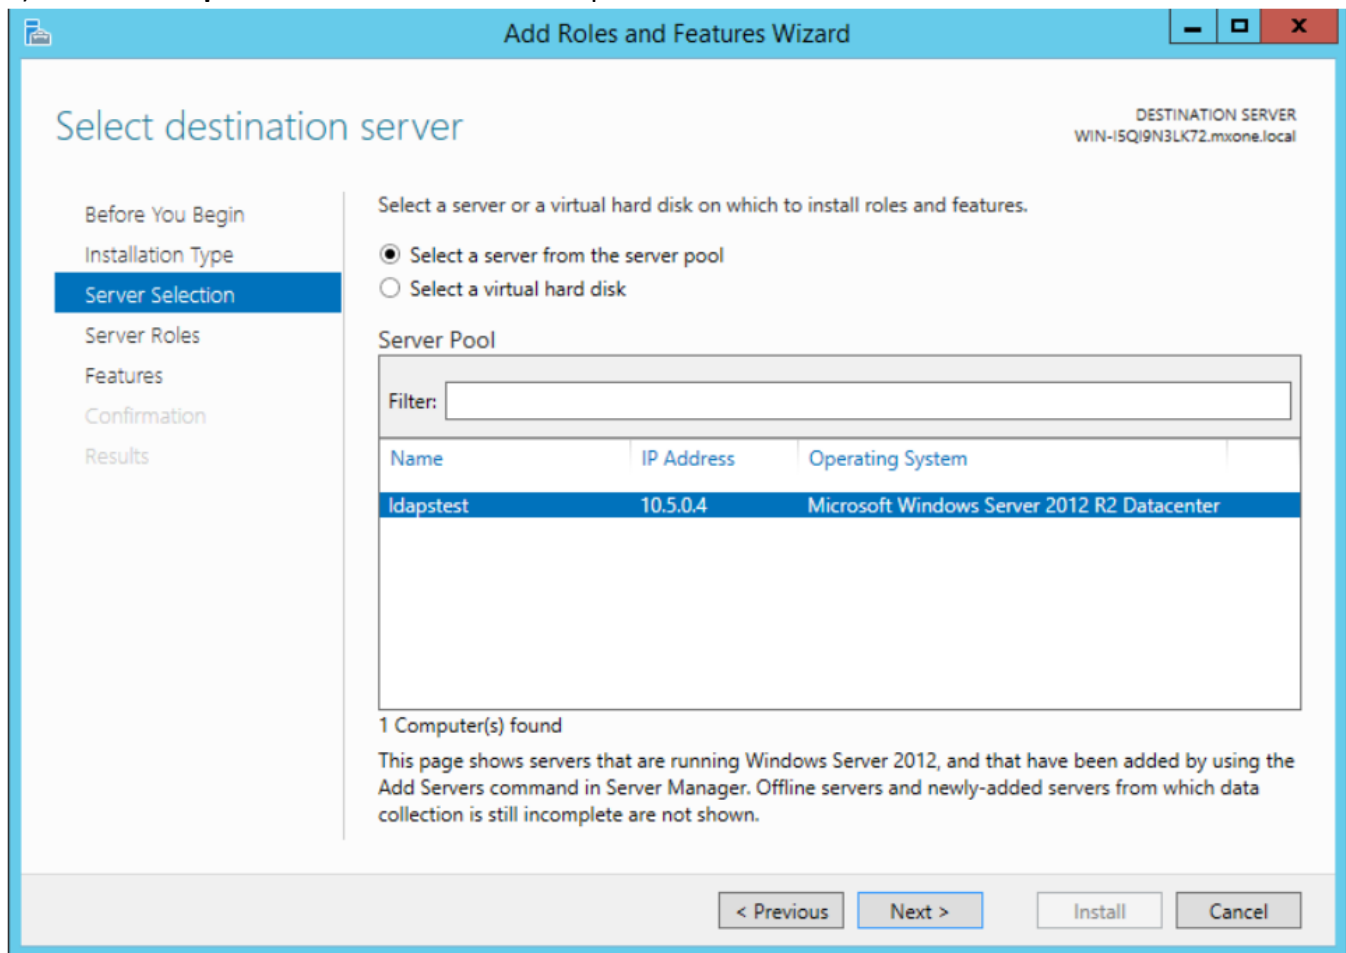 Add Roles and Features Wizard
Select destination server
DESTINATION SERVER
WIN-I5QI9N3LK72.mxone.local
Before You Begin
Installation Type
Server Selection
Server Roles
Features
Confirmation
Results
Select a server or a virtual hard disk on which to install roles and features.
Select a server from the server pool
Select a virtual hard disk
Server Pool
Filter:
Name IP Address Operating System
ldapstest 10.5.0.4 Microsoft Windows Server 2012 R2 Datacenter
1 Computer(s) found
This page shows servers that are running Windows Server 2012, and that have been added by using the
Add Servers command in Server Manager. Offline servers and newly-added servers from which data
collection is still incomplete are not shown.
< Previous Next > Install Cancel